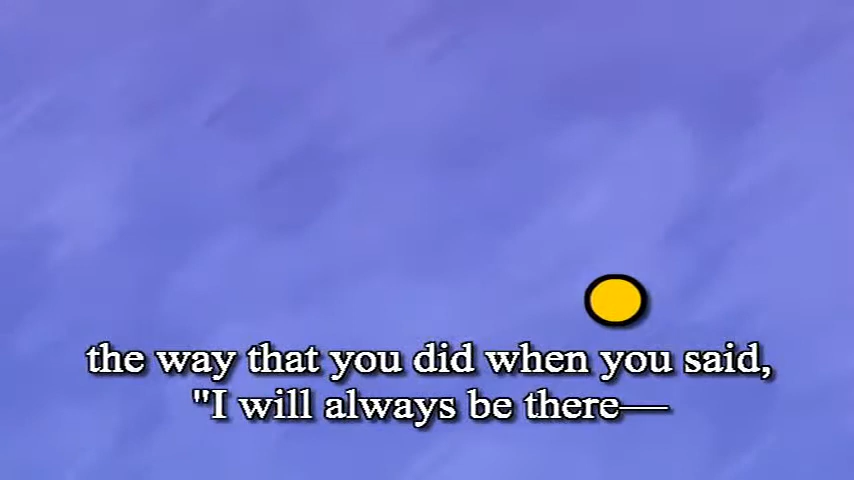 the way that you did when you said,
"I will always be there—